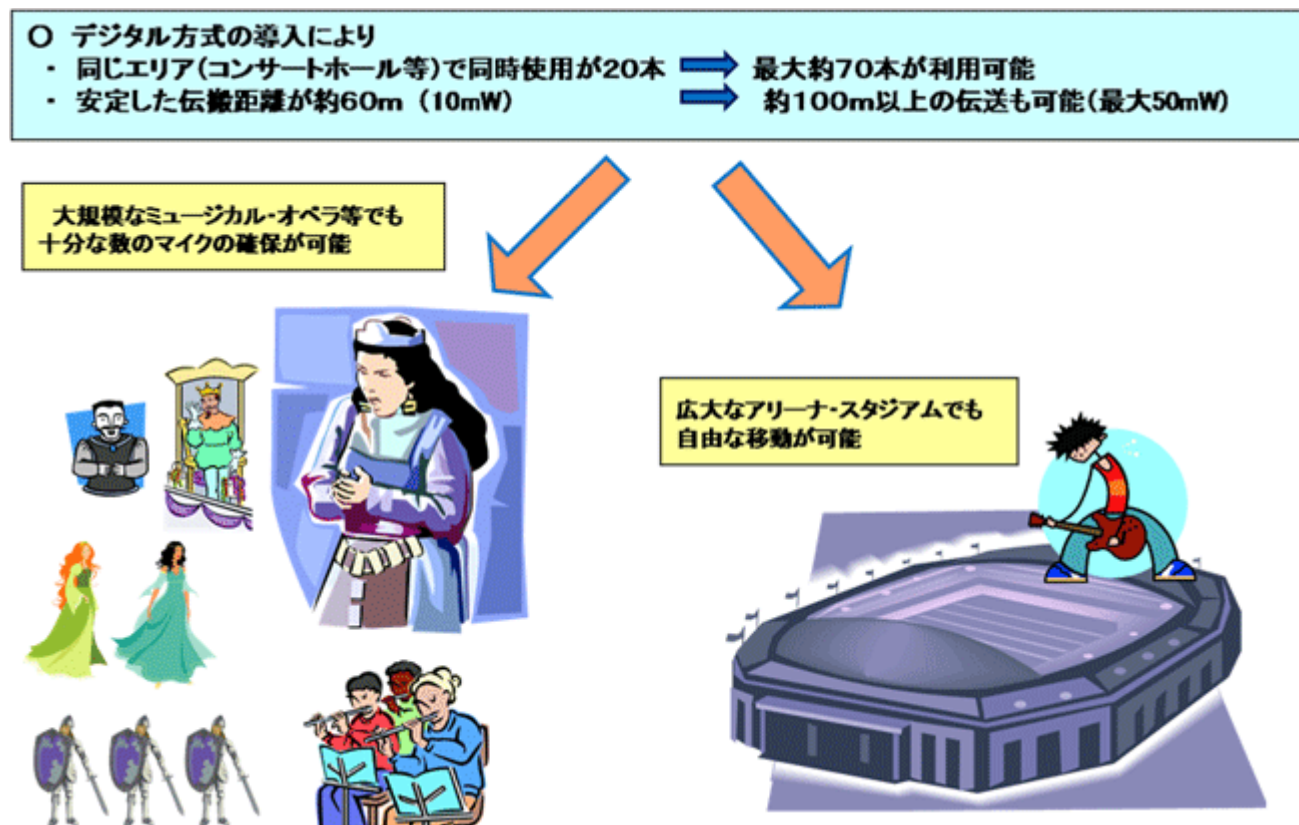 〇 デジタル方式の導入により
・ 同じエリア(コンサートホール等)で同時使用が20本 最大約70本が利用可能
・ 安定した伝搬距離が約60m (10mW) 約100m以上の伝送も可能(最大50mW)
大規模なミュージカル・オペラ等でも
十分な数のマイクの確保が可能
広大なアリーナ・スタジアムでも
自由な移動が可能